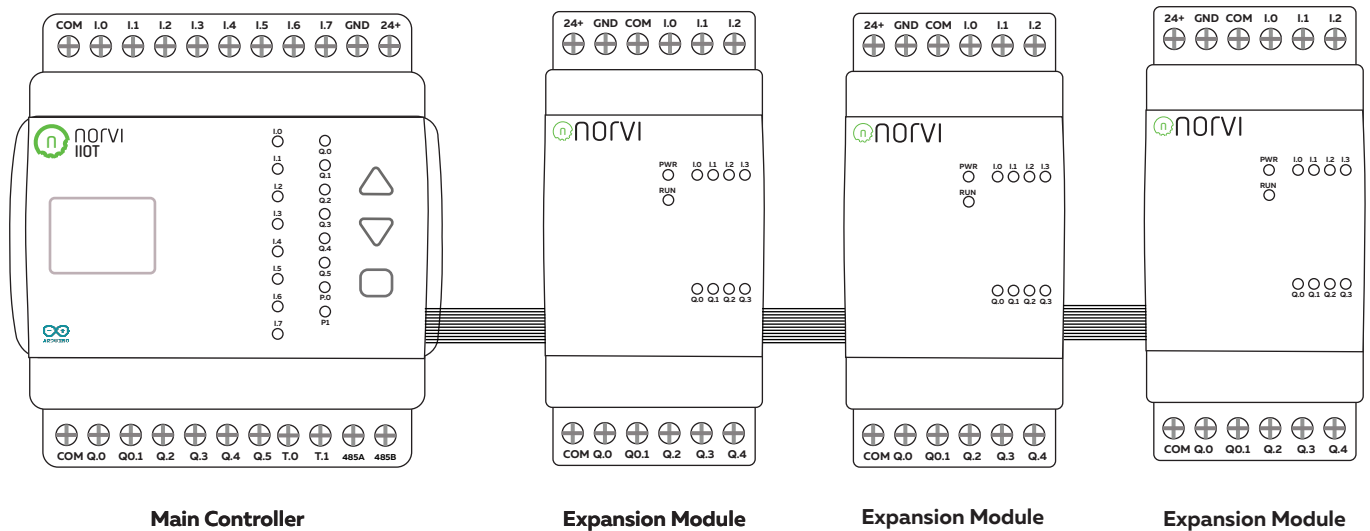 COM I.0 I.1 I.2 I.3 I.4 I.5 I.6 I.7 GND 24+
norvi
IIOT
I.0
I.1
I.2
I.3
I.4
I.5
I.6
I.7
Q.0
Q.1
Q.2
Q.3
Q.4
Q.5
P.0
P1
ARDUINO
COM Q.0 Q0.1 Q.2 Q.3 Q.4 Q.5 T.0 T.1 485A 485B
Main Controller
24+ GND COM I.0 I.1 I.2
norvi
PWR I.0 I.1 I.2 I.3
RUN
Q.0 Q.1 Q.2 Q.3
COM Q.0 Q0.1 Q.2 Q.3 Q.4
Expansion Module
24+ GND COM I.0 I.1 I.2
norvi
PWR I.0 I.1 I.2 I.3
RUN
Q.0 Q.1 Q.2 Q.3
COM Q.0 Q0.1 Q.2 Q.3 Q.4
Expansion Module
24+ GND COM I.0 I.1 I.2
norvi
PWR I.0 I.1 I.2 I.3
RUN
Q.0 Q.1 Q.2 Q.3
COM Q.0 Q0.1 Q.2 Q.3 Q.4
Expansion Module